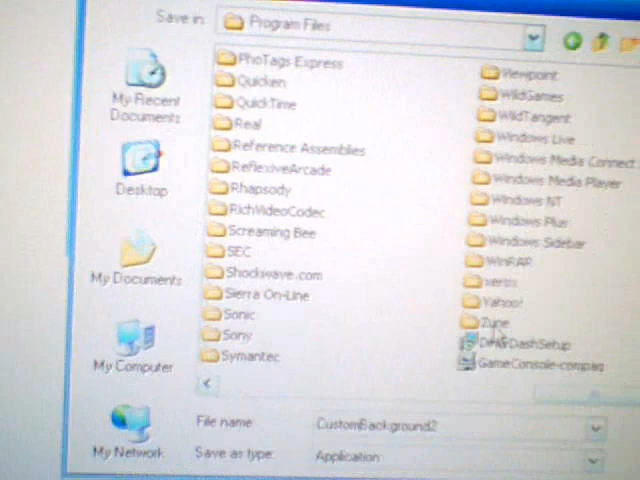 Save in:
Program Files
My Recent
Documents
Desktop
My Documents
My Computer
My Network
PhoTags Express
Quicken
QuickTime
Real
Reference Assemblies
ReflexiveArcade
Rhapsody
RichVideoCodec
Screaming Bee
SEC
Shockwave.com
Sierra On-Line
Sonic
Sony
Symantec
Viewpoint
WildGames
WildTangent
Windows Live
Windows Media Connect
Windows Media Player
Windows NT
Windows Plus
Windows Sidebar
WinRAR
xerox
Yahoo!
Zune
GameConsole-compaq
File name:
CustomBackground2
Save as type:
Application